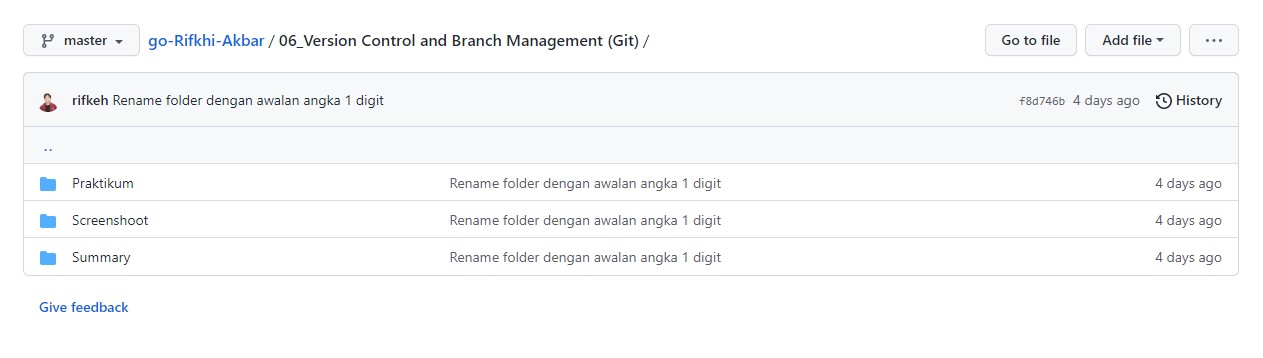 master go-Rifkhi-Akbar / 06_Version Control and Branch Management (Git) / Go to file Add file ...
rifkeh Rename folder dengan awalan angka 1 digit f8d746b 4 days ago History
..
Praktikum Rename folder dengan awalan angka 1 digit 4 days ago
Screenshoot Rename folder dengan awalan angka 1 digit 4 days ago
Summary Rename folder dengan awalan angka 1 digit 4 days ago
Give feedback